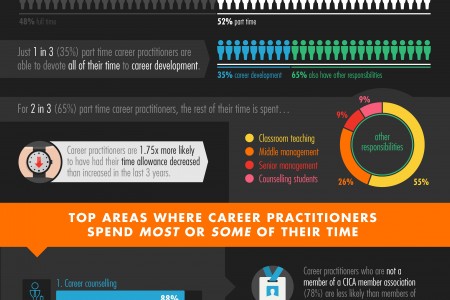 48% full time
52% part time
Just 1 in 3 (35%) part time career practitioners are
able to devote all of their time to career development.
35% career development
65% also have other responsibilities
For 2 in 3 (65%) part time career practitioners, the rest of their time is spent...
Career practitioners are 1.75x more likely
to have had their time allowance decreased
than increased in the last 3 years.
Classroom teaching
Middle management
Senior management
Counselling students
9%
9%
26%
55%
other
responsibilities
TOP AREAS WHERE CAREER PRACTITIONERS
SPEND MOST OR SOME OF THEIR TIME
1. Career counselling
88%
Career practitioners who are not a
member of a CICA member association
(78%) are less likely than members of